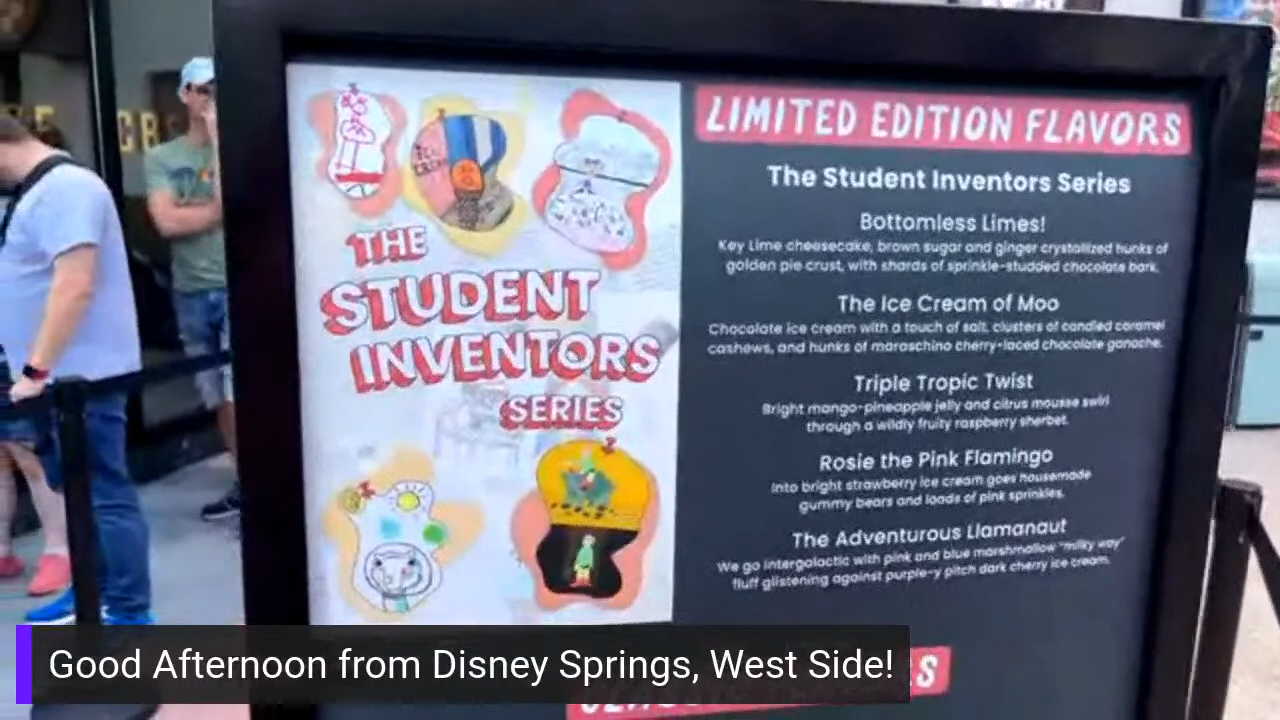 THE
STUDENT
INVENTORS
SERIES
LIMITED EDITION FLAVORS
The Student Inventors Series
Bottomless Limes!
Key Lime cheesecake, brown sugar and ginger crystallized hunks of
golden pie crust, with shards of sprinkle-studded chocolate bark.
The Ice Cream of Moo
Chocolate ice cream with a touch of salt, clusters of candied caramel
cashews, and hunks of maraschino cherry-laced chocolate ganache.
Triple Tropic Twist
Bright mango-pineapple jelly and citrus mousse swirl
through a wildly fruity raspberry sherbet.
Rosie the Pink Flamingo
Into bright strawberry ice cream goes housemade
gummy bears and loads of pink sprinkles.
The Adventurous Llamanaut
We go intergalactic with pink and blue marshmallow "milky way"
fluff glistening against purple-y pitch dark cherry ice cream.
Good Afternoon from Disney Springs, West Side!